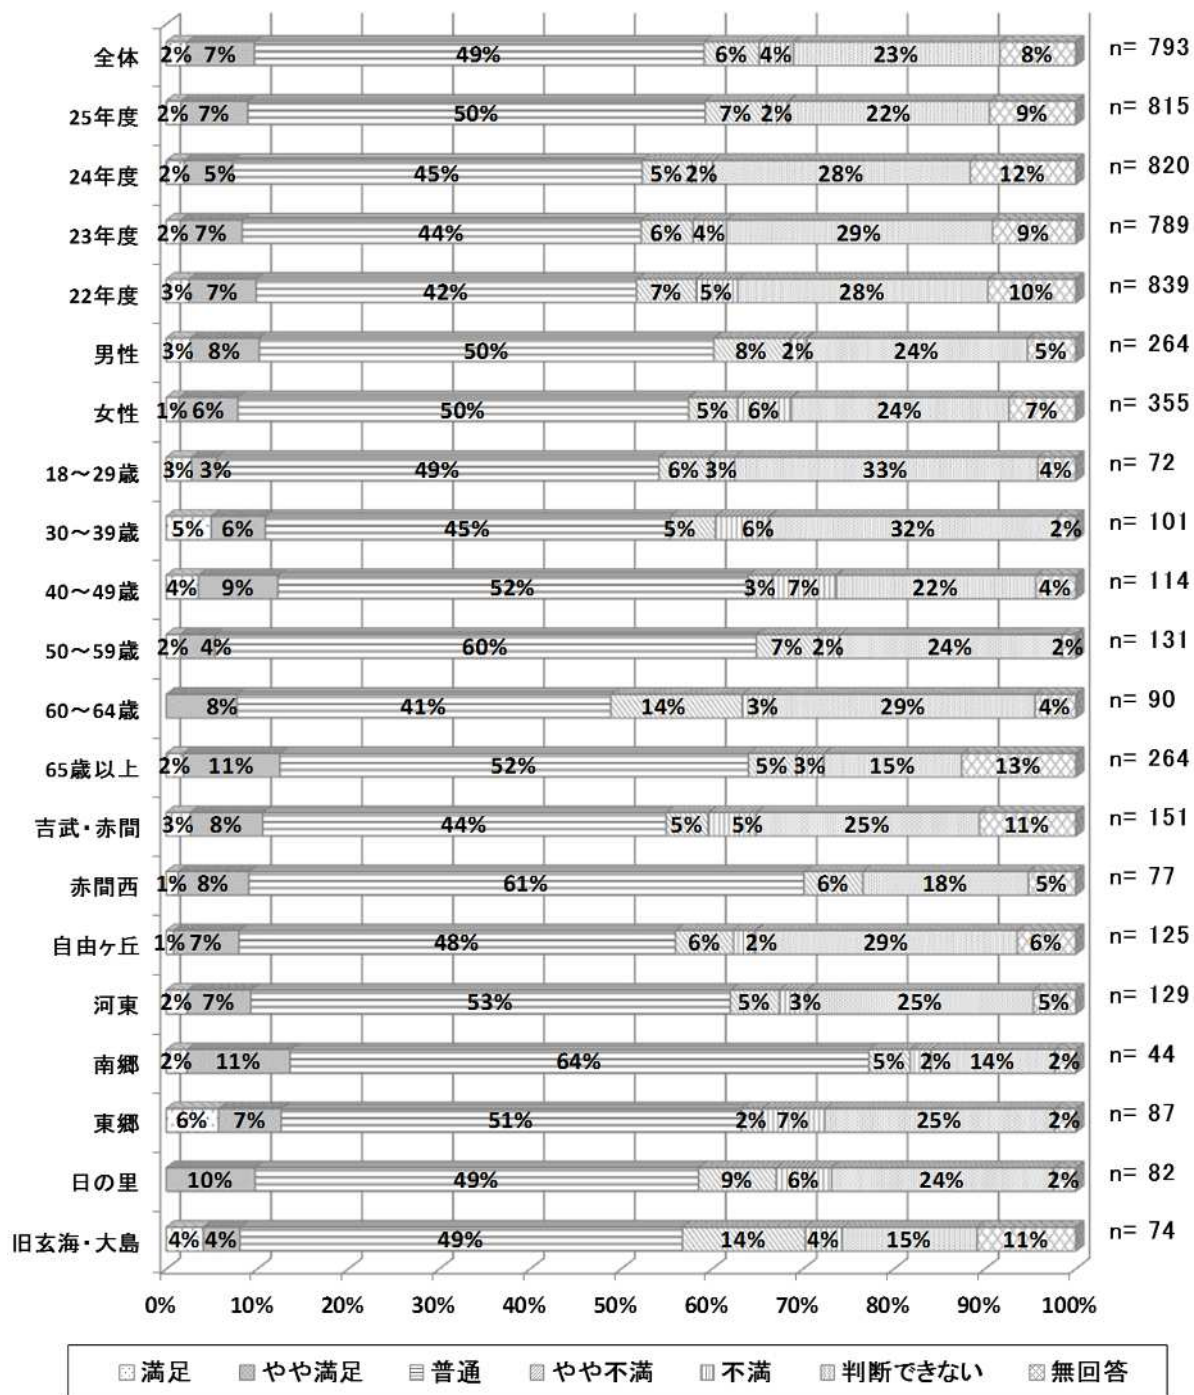 全体 2% 7% 49% 6% 4% 23% 8% n= 793
25年度 2% 7% 50% 7% 2% 22% 9% n= 815
24年度 2% 5% 45% 5% 2% 28% 12% n= 820
23年度 2% 7% 44% 6% 4% 29% 9% n= 789
22年度 3% 7% 42% 7% 5% 28% 10% n= 839
男性 3% 8% 50% 8% 2% 24% 5% n= 264
女性 1% 6% 50% 5% 6% 24% 7% n= 355
18～29歳 3% 3% 49% 6% 3% 33% 4% n= 72
30～39歳 5% 6% 45% 5% 6% 32% 2% n= 101
40～49歳 4% 9% 52% 3% 7% 22% 4% n= 114
50～59歳 2% 4% 60% 7% 2% 24% 2% n= 131
60～64歳 8% 41% 14% 3% 29% 4% n= 90
65歳以上 2% 11% 52% 5% 3% 15% 13% n= 264
吉武・赤間 3% 8% 44% 5% 5% 25% 11% n= 151
赤間西 1% 8% 61% 6% 18% 5% n= 77
自由ヶ丘 1% 7% 48% 6% 2% 29% 6% n= 125
河東 2% 7% 53% 5% 3% 25% 5% n= 129
南郷 2% 11% 64% 5% 2% 14% 2% n= 44
東郷 6% 7% 51% 2% 7% 25% 2% n= 87
日の里 10% 49% 9% 6% 24% 2% n= 82
旧玄海・大島 4% 4% 49% 14% 4% 15% 11% n= 74
0% 10% 20% 30% 40% 50% 60% 70% 80% 90% 100%
満足 やや満足 普通 やや不満 不満 判断できない 無回答